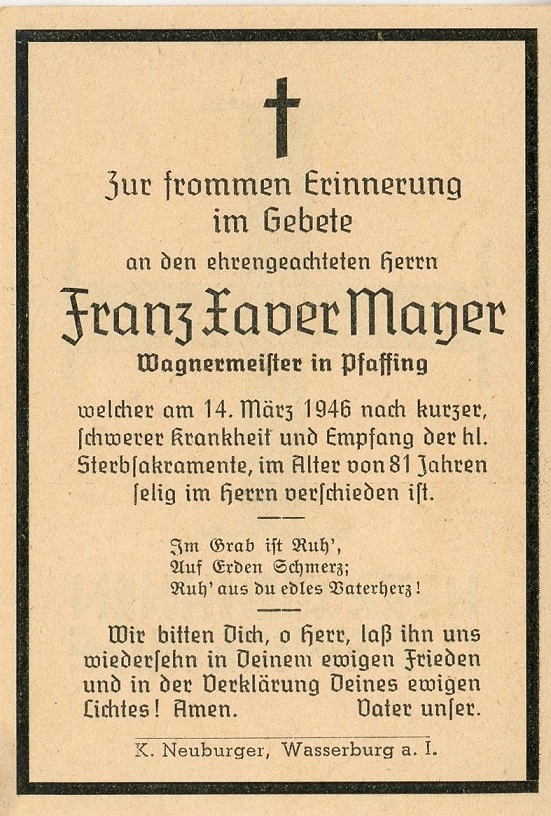 Zur frommen Erinnerung
im Gebete
an den ehrengeachteten Herrn
Franz Xaver Mayer
Wagnermeiſter in Pfaffing
welcher am 14. März 1946 nach kurzer,
ſchwerer Krankheit und Empfang der hl.
Sterbſakramente, im Alter von 81 Jahren
ſelig im Herrn verſchieden iſt.
Im Grab iſt Ruh',
Auf Erden Schmerz;
Ruh' aus du edles Vaterherz!
Wir bitten Dich, o Herr, laß ihn uns
wiederſehn in Deinem ewigen Frieden
und in der Verklärung Deines ewigen
Lichtes! Amen. Vater unſer.
K. Neuburger, Wasserburg a. I.